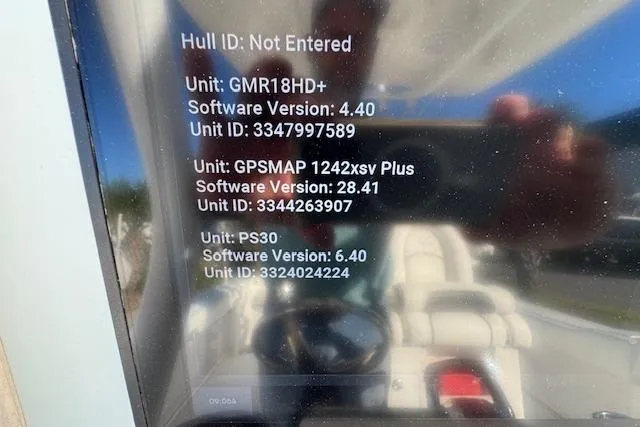 Hull ID: Not Entered
Unit: GMR18HD+
Software Version: 4.40
Unit ID: 3347997589
Unit: GPSMAP 1242xsv Plus
Software Version: 28.41
Unit ID: 3344263907
Unit: PS30
Software Version: 6.40
Unit ID: 3324024224